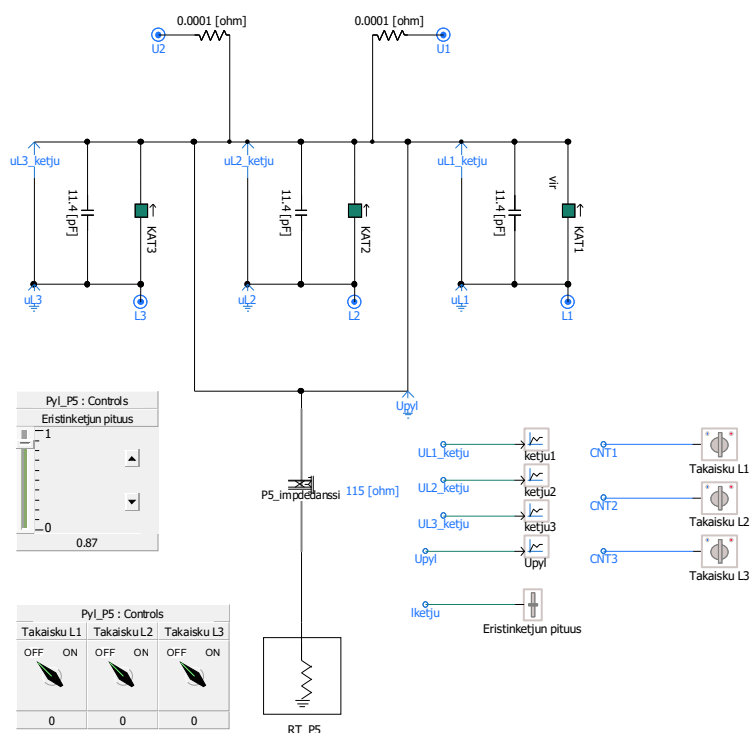 0.0001 [ohm]
0.0001 [ohm]
U2
U1
uL3_ketju
uL2_ketju
uL1_ketju
11.4 [pF]
KAT3
11.4 [pF]
KAT2
11.4 [pF]
vir
KAT1
uL3
L3
uL2
L2
uL1
L1
Pyl_P5 : Controls
Eristinketjun pituus
1
0
0.87
Upyl
P5_impdedanssi
115 [ohm]
UL1_ketju
ketju1
UL2_ketju
ketju2
UL3_ketju
ketju3
Upyl
Upyl
lketju
Eristinketjun pituus
CNT1
Takaisku L1
CNT2
Takaisku L2
CNT3
Takaisku L3
Pyl_P5 : Controls
Takaisku L1 Takaisku L2 Takaisku L3
OFF ON OFF ON OFF ON
0 0 0
RT_P5